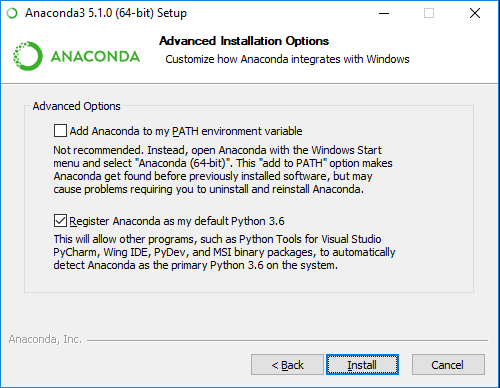 Anaconda3 5.1.0 (64-bit) Setup
ANACONDA
Advanced Installation Options
Customize how Anaconda integrates with Windows
Advanced Options
Add Anaconda to my PATH environment variable
Not recommended. Instead, open Anaconda with the Windows Start
menu and select "Anaconda (64-bit)". This "add to PATH" option makes
Anaconda get found before previously installed software, but may
cause problems requiring you to uninstall and reinstall Anaconda.
Register Anaconda as my default Python 3.6
This will allow other programs, such as Python Tools for Visual Studio
PyCharm, Wing IDE, PyDev, and MSI binary packages, to automatically
detect Anaconda as the primary Python 3.6 on the system.
Anaconda, Inc.
< Back
Install
Cancel